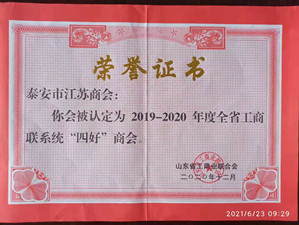 荣誉证书
泰安市江苏商会：
你会被认定为 2019-2020 年度全省工商
联系统“四好”商会。
山东省工商业联合会
二〇二〇年十二月
2021/6/23 09:29